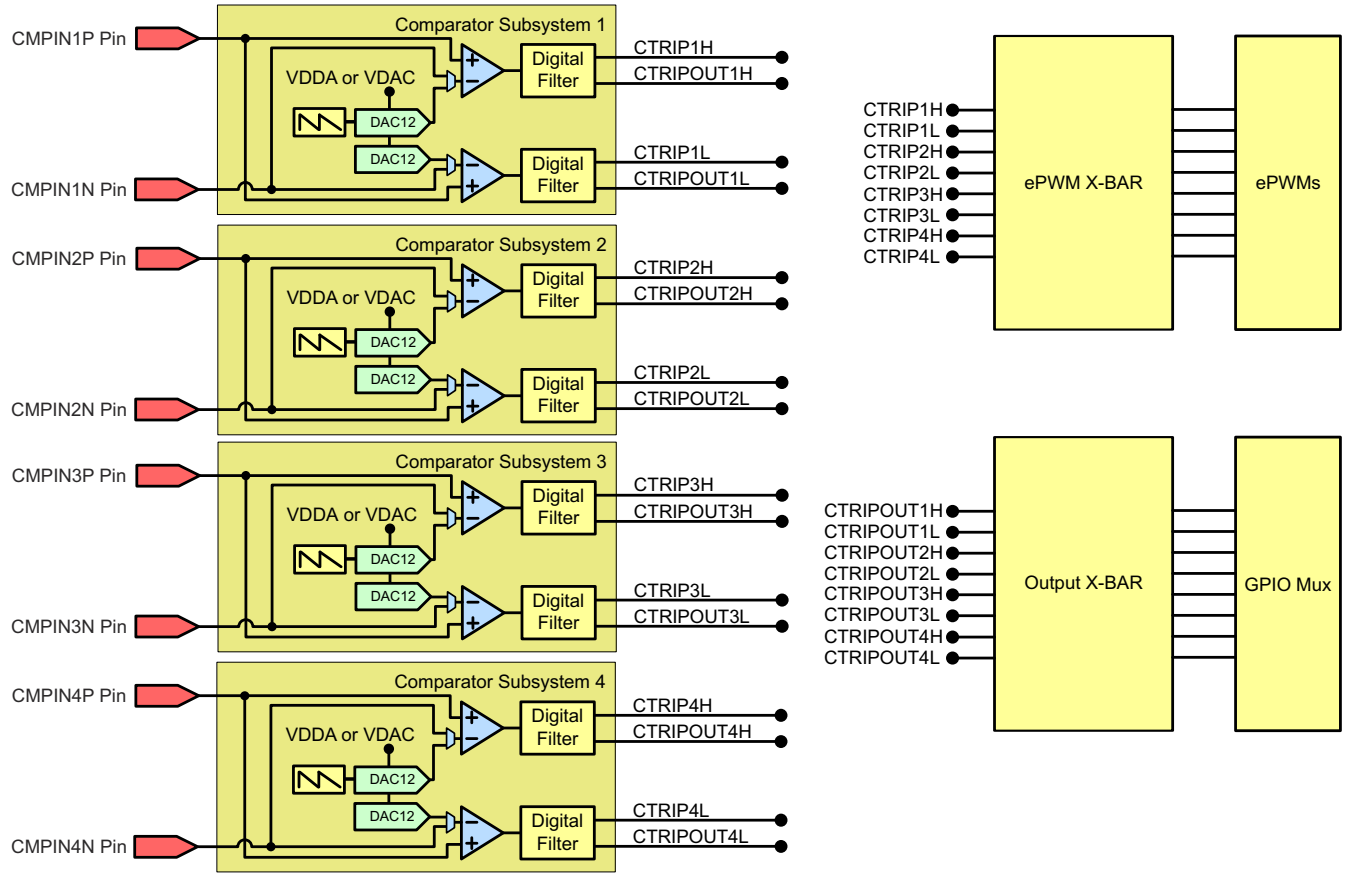 Comparator Subsystem 1
CMPIN1P Pin
VDDA or VDAC
DAC12
DAC12
+
−
Digital
Filter
CTRIP1H
CTRIPOUT1H
−
+
Digital
Filter
CTRIP1L
CTRIPOUT1L
CMPIN1N Pin
Comparator Subsystem 2
CMPIN2P Pin
VDDA or VDAC
DAC12
DAC12
+
−
Digital
Filter
CTRIP2H
CTRIPOUT2H
−
+
Digital
Filter
CTRIP2L
CTRIPOUT2L
CMPIN2N Pin
Comparator Subsystem 3
CMPIN3P Pin
VDDA or VDAC
DAC12
DAC12
+
−
Digital
Filter
CTRIP3H
CTRIPOUT3H
−
+
Digital
Filter
CTRIP3L
CTRIPOUT3L
CMPIN3N Pin
Comparator Subsystem 4
CMPIN4P Pin
VDDA or VDAC
DAC12
DAC12
+
−
Digital
Filter
CTRIP4H
CTRIPOUT4H
−
+
Digital
Filter
CTRIP4L
CTRIPOUT4L
CMPIN4N Pin
CTRIP1H
CTRIP1L
CTRIP2H
CTRIP2L
CTRIP3H
CTRIP3L
CTRIP4H
CTRIP4L
ePWM X-BAR
ePWMs
CTRIPOUT1H
CTRIPOUT1L
CTRIPOUT2H
CTRIPOUT2L
CTRIPOUT3H
CTRIPOUT3L
CTRIPOUT4H
CTRIPOUT4L
Output X-BAR
GPIO Mux